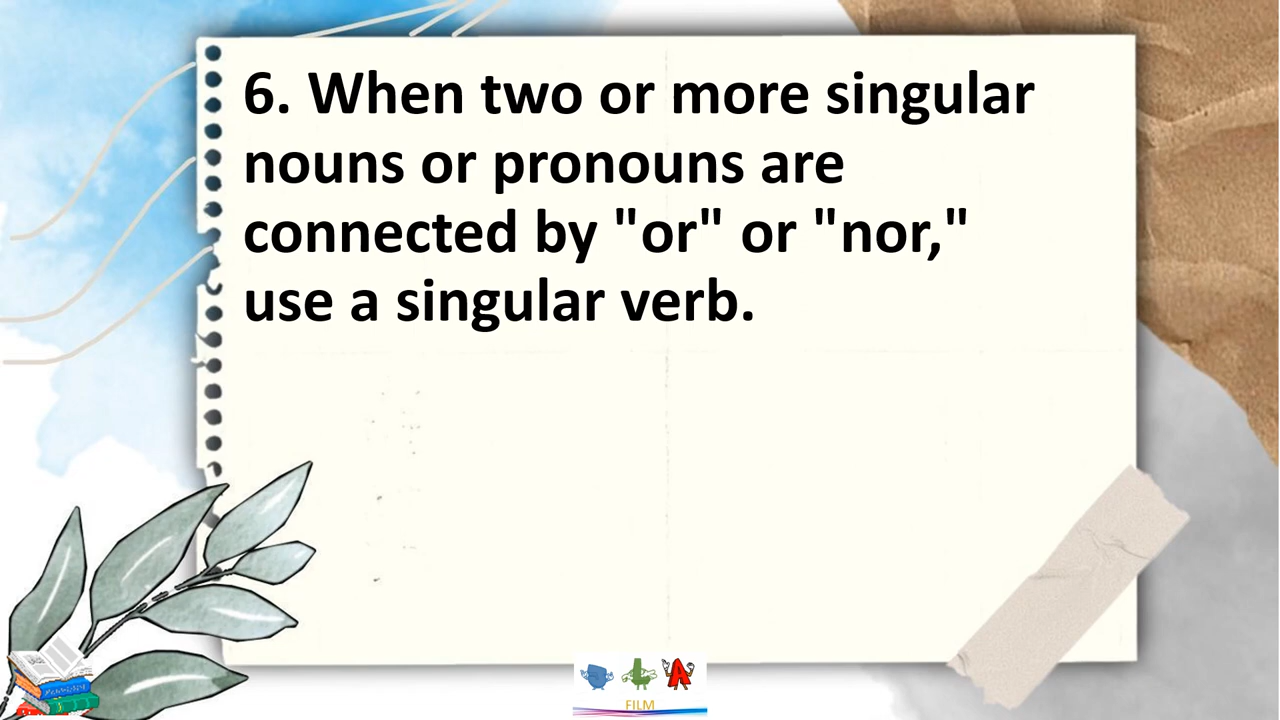 6. When two or more singular
nouns or pronouns are
connected by "or" or "nor,"
use a singular verb.
FILM